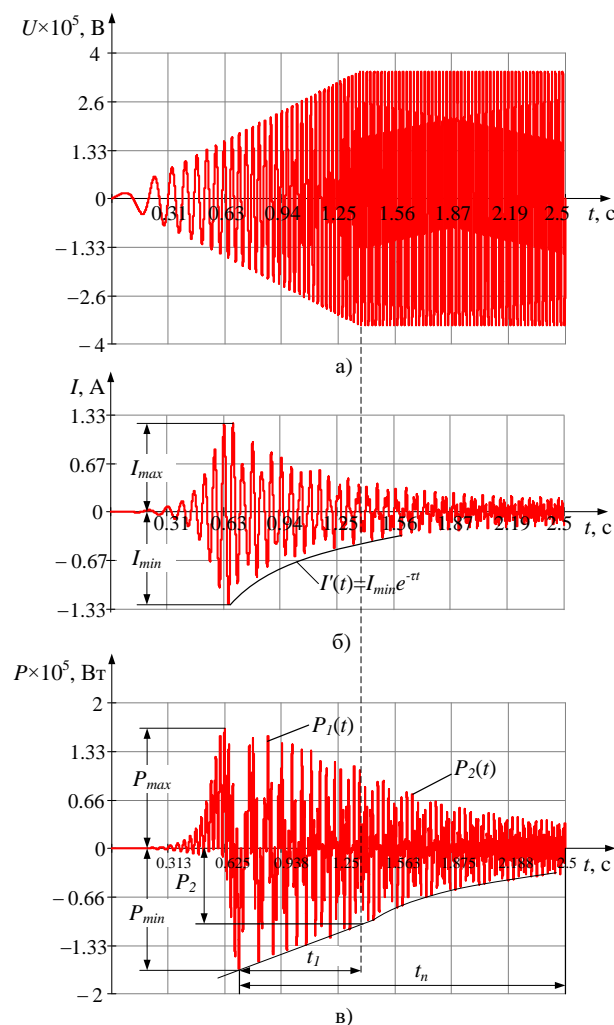 U×10⁵, В
4
2.6
1.33
0
0.31 0.63 0.94 1.25 1.56 1.87 2.19 2.5
t, с
−1.33
−2.6
−4
а)
I, А
1.33
0.67
I_max
0
0.31 0.63 0.94 1.25 1.56 1.87 2.19 2.5
t, с
I_min
−0.67
I'(t)=I_min e^{-τt}
−1.33
б)
P×10⁵, Вт
2
P₁(t)
1.33
P₂(t)
P_max
0.66
0
0.313 0.625 0.938 1.25 1.563 1.875 2.188 2.5
t, с
P₂
−0.66
P_min
−1.33
t₁
t_n
−2
в)